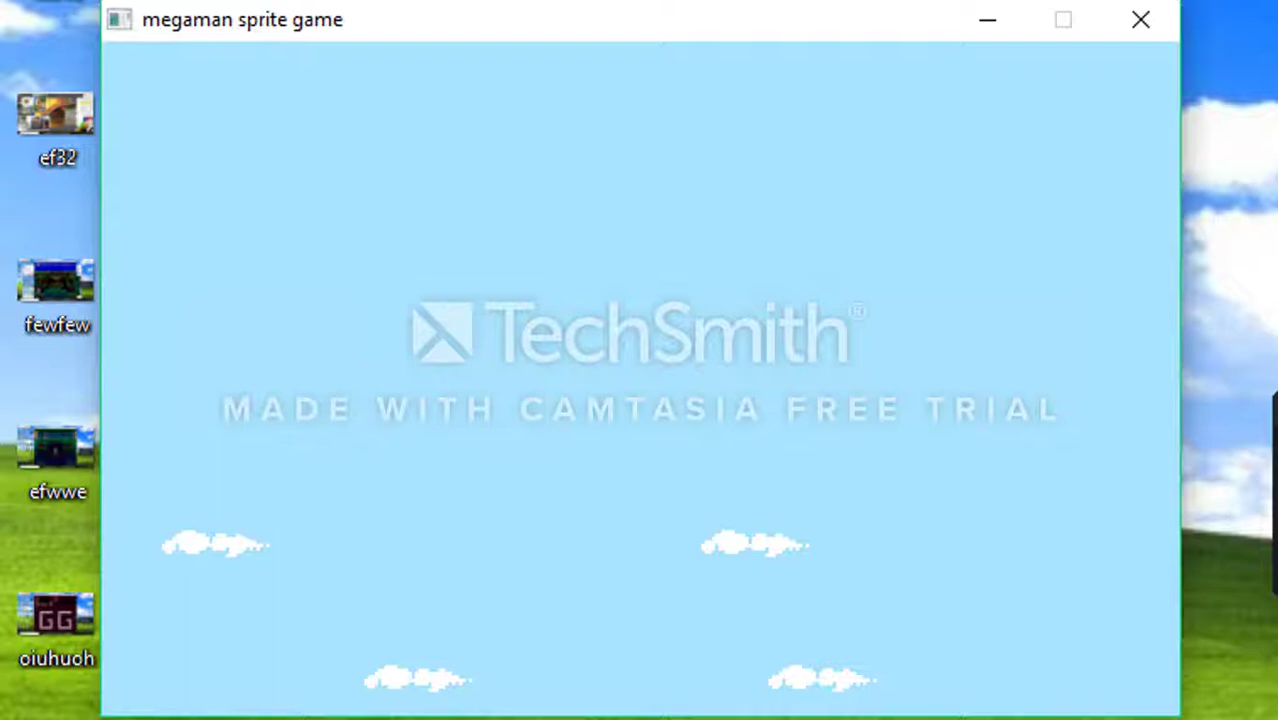 megaman sprite game
ef32
TechSmith®
MADE WITH CAMTASIA FREE TRIAL
fewfew
efwwe
GG
oiuhuoh